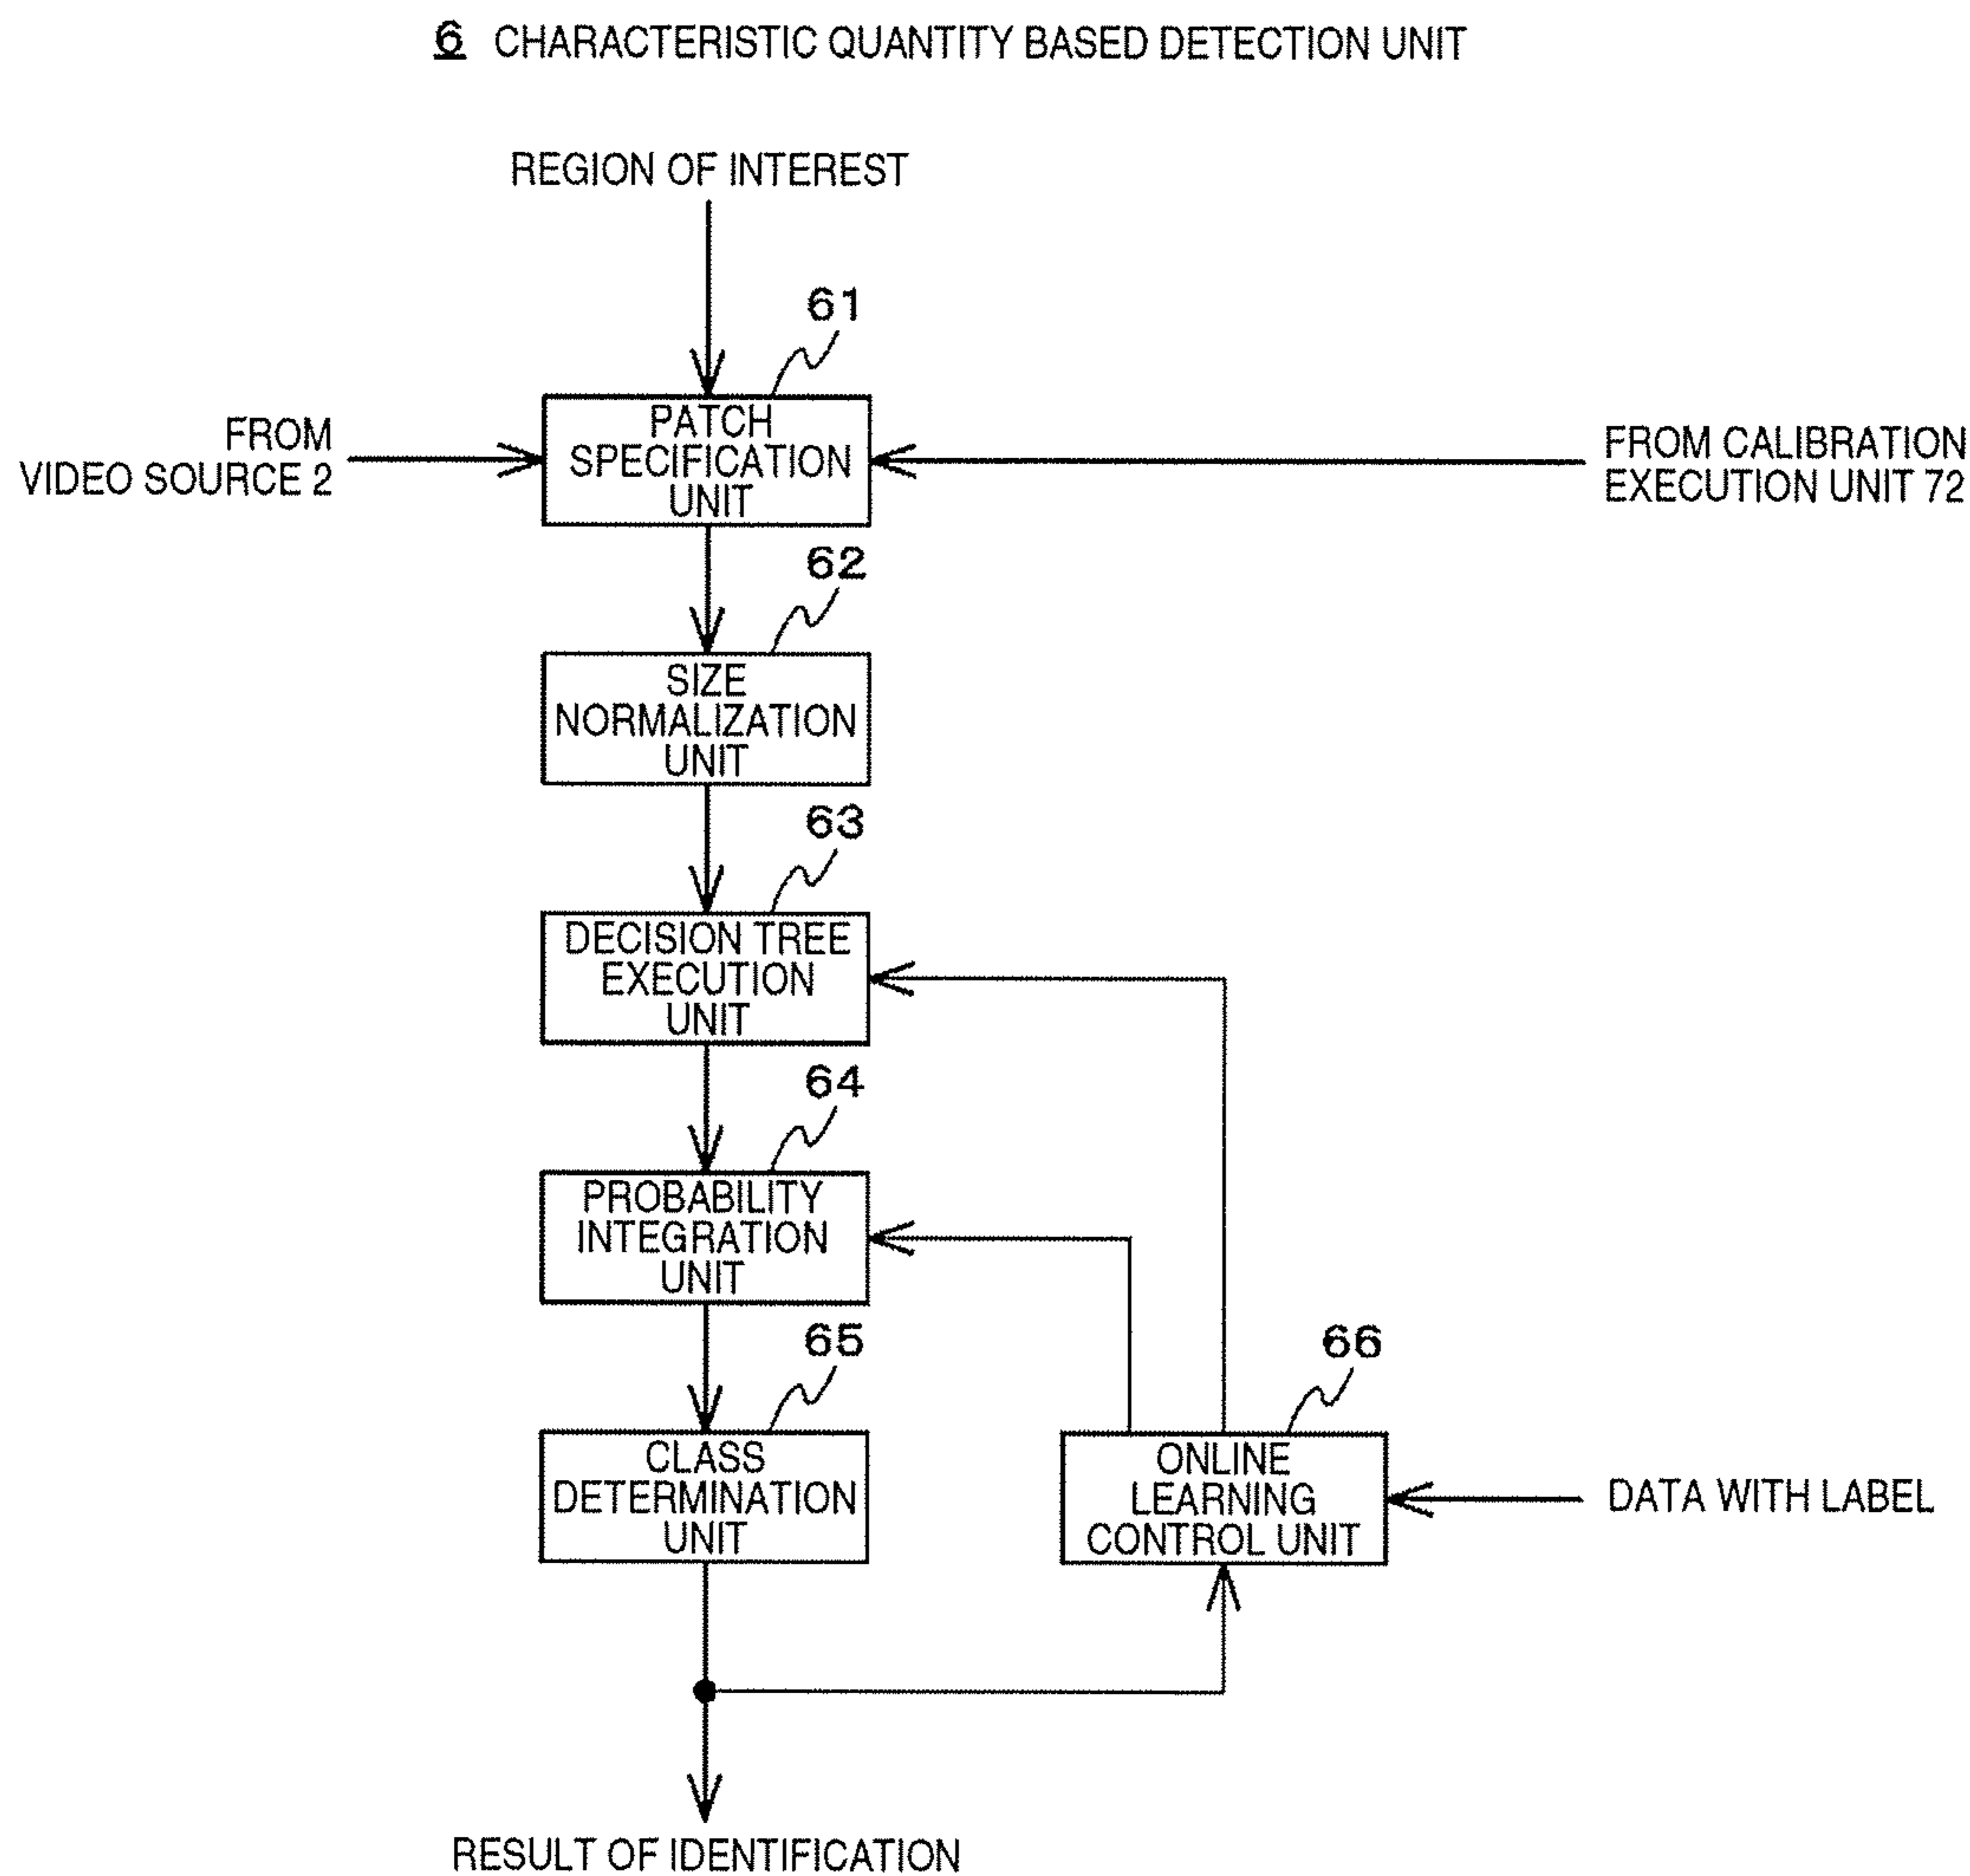 6 CHARACTERISTIC QUANTITY BASED DETECTION UNIT
REGION OF INTEREST
61
FROM
VIDEO SOURCE 2
PATCH
SPECIFICATION
UNIT
FROM CALIBRATION
EXECUTION UNIT 72
62
SIZE
NORMALIZATION
UNIT
63
DECISION TREE
EXECUTION
UNIT
64
PROBABILITY
INTEGRATION
UNIT
65
CLASS
DETERMINATION
UNIT
66
ONLINE
LEARNING
CONTROL UNIT
DATA WITH LABEL
RESULT OF IDENTIFICATION